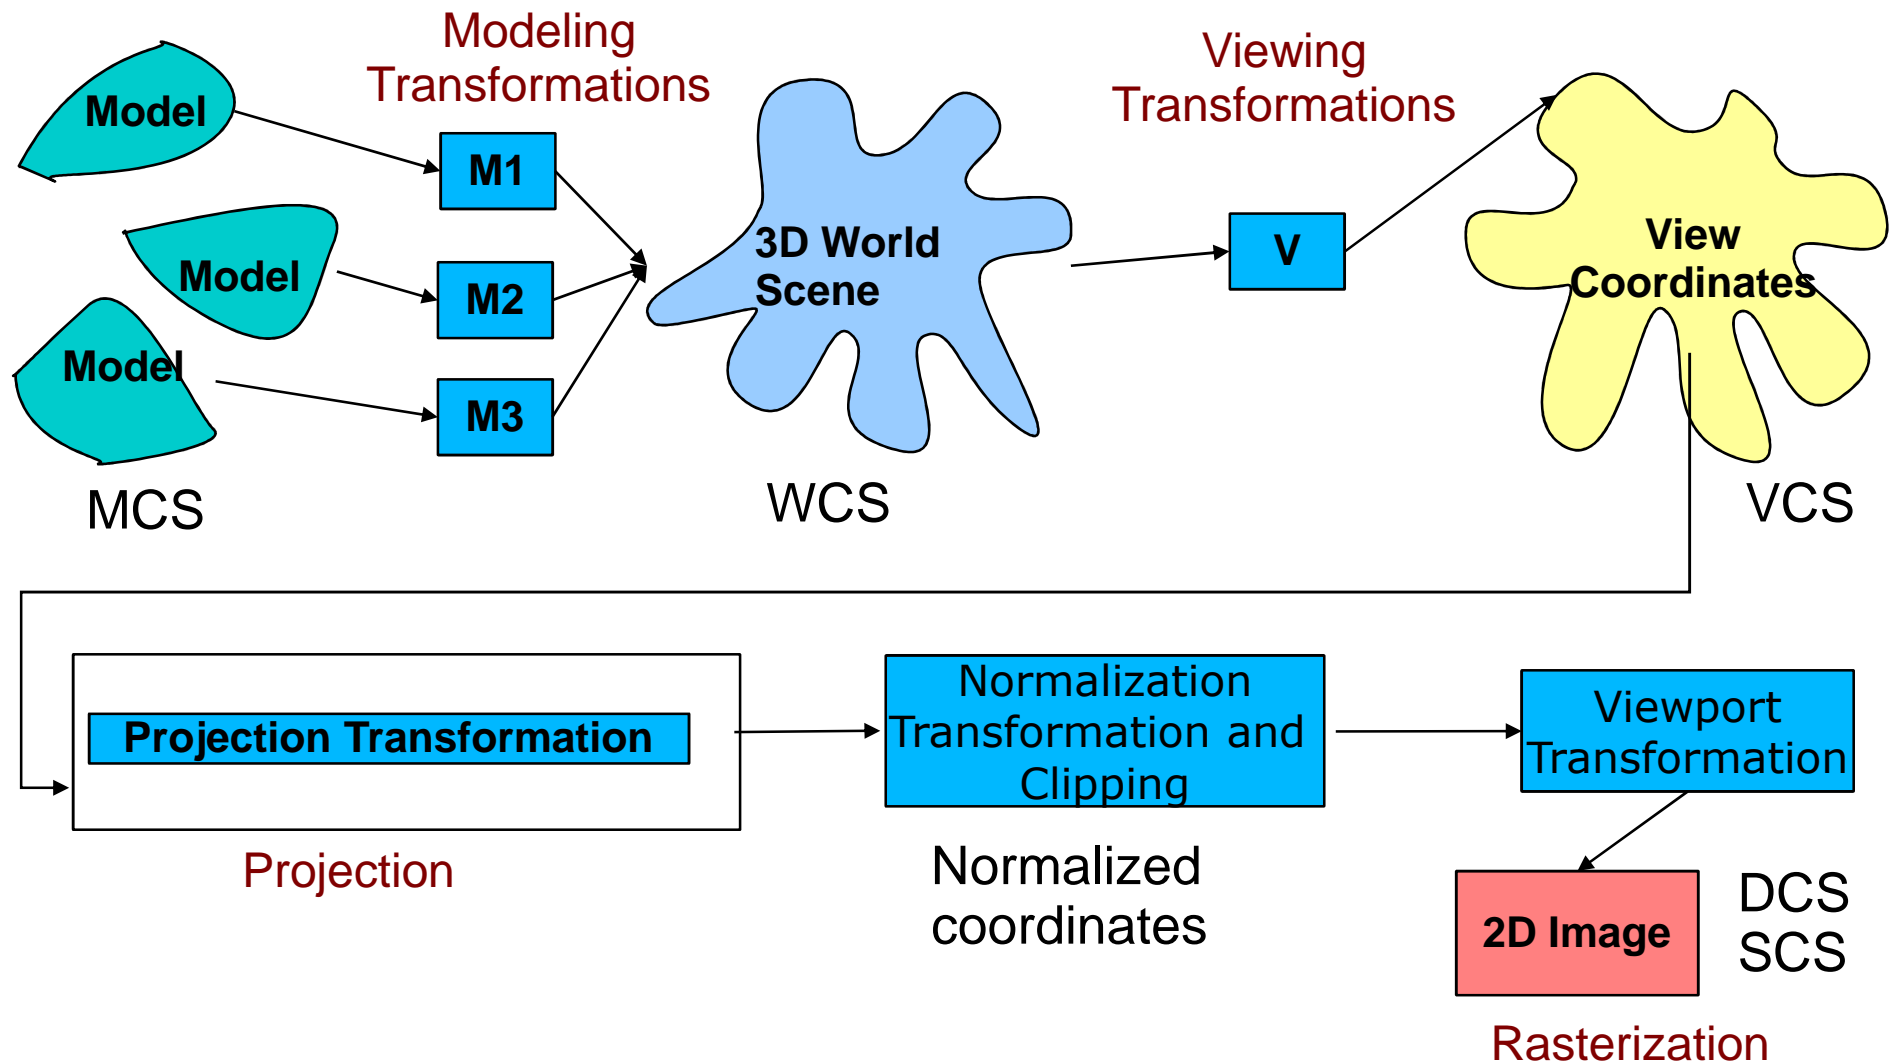 Modeling
Transformations
Viewing
Transformations
Model
M1
Model
M2
Model
M3
3D World
Scene
V
View
Coordinates
MCS
WCS
VCS
Projection Transformation
Normalization
Transformation and
Clipping
Viewport
Transformation
Projection
Normalized
coordinates
2D Image
DCS
SCS
Rasterization